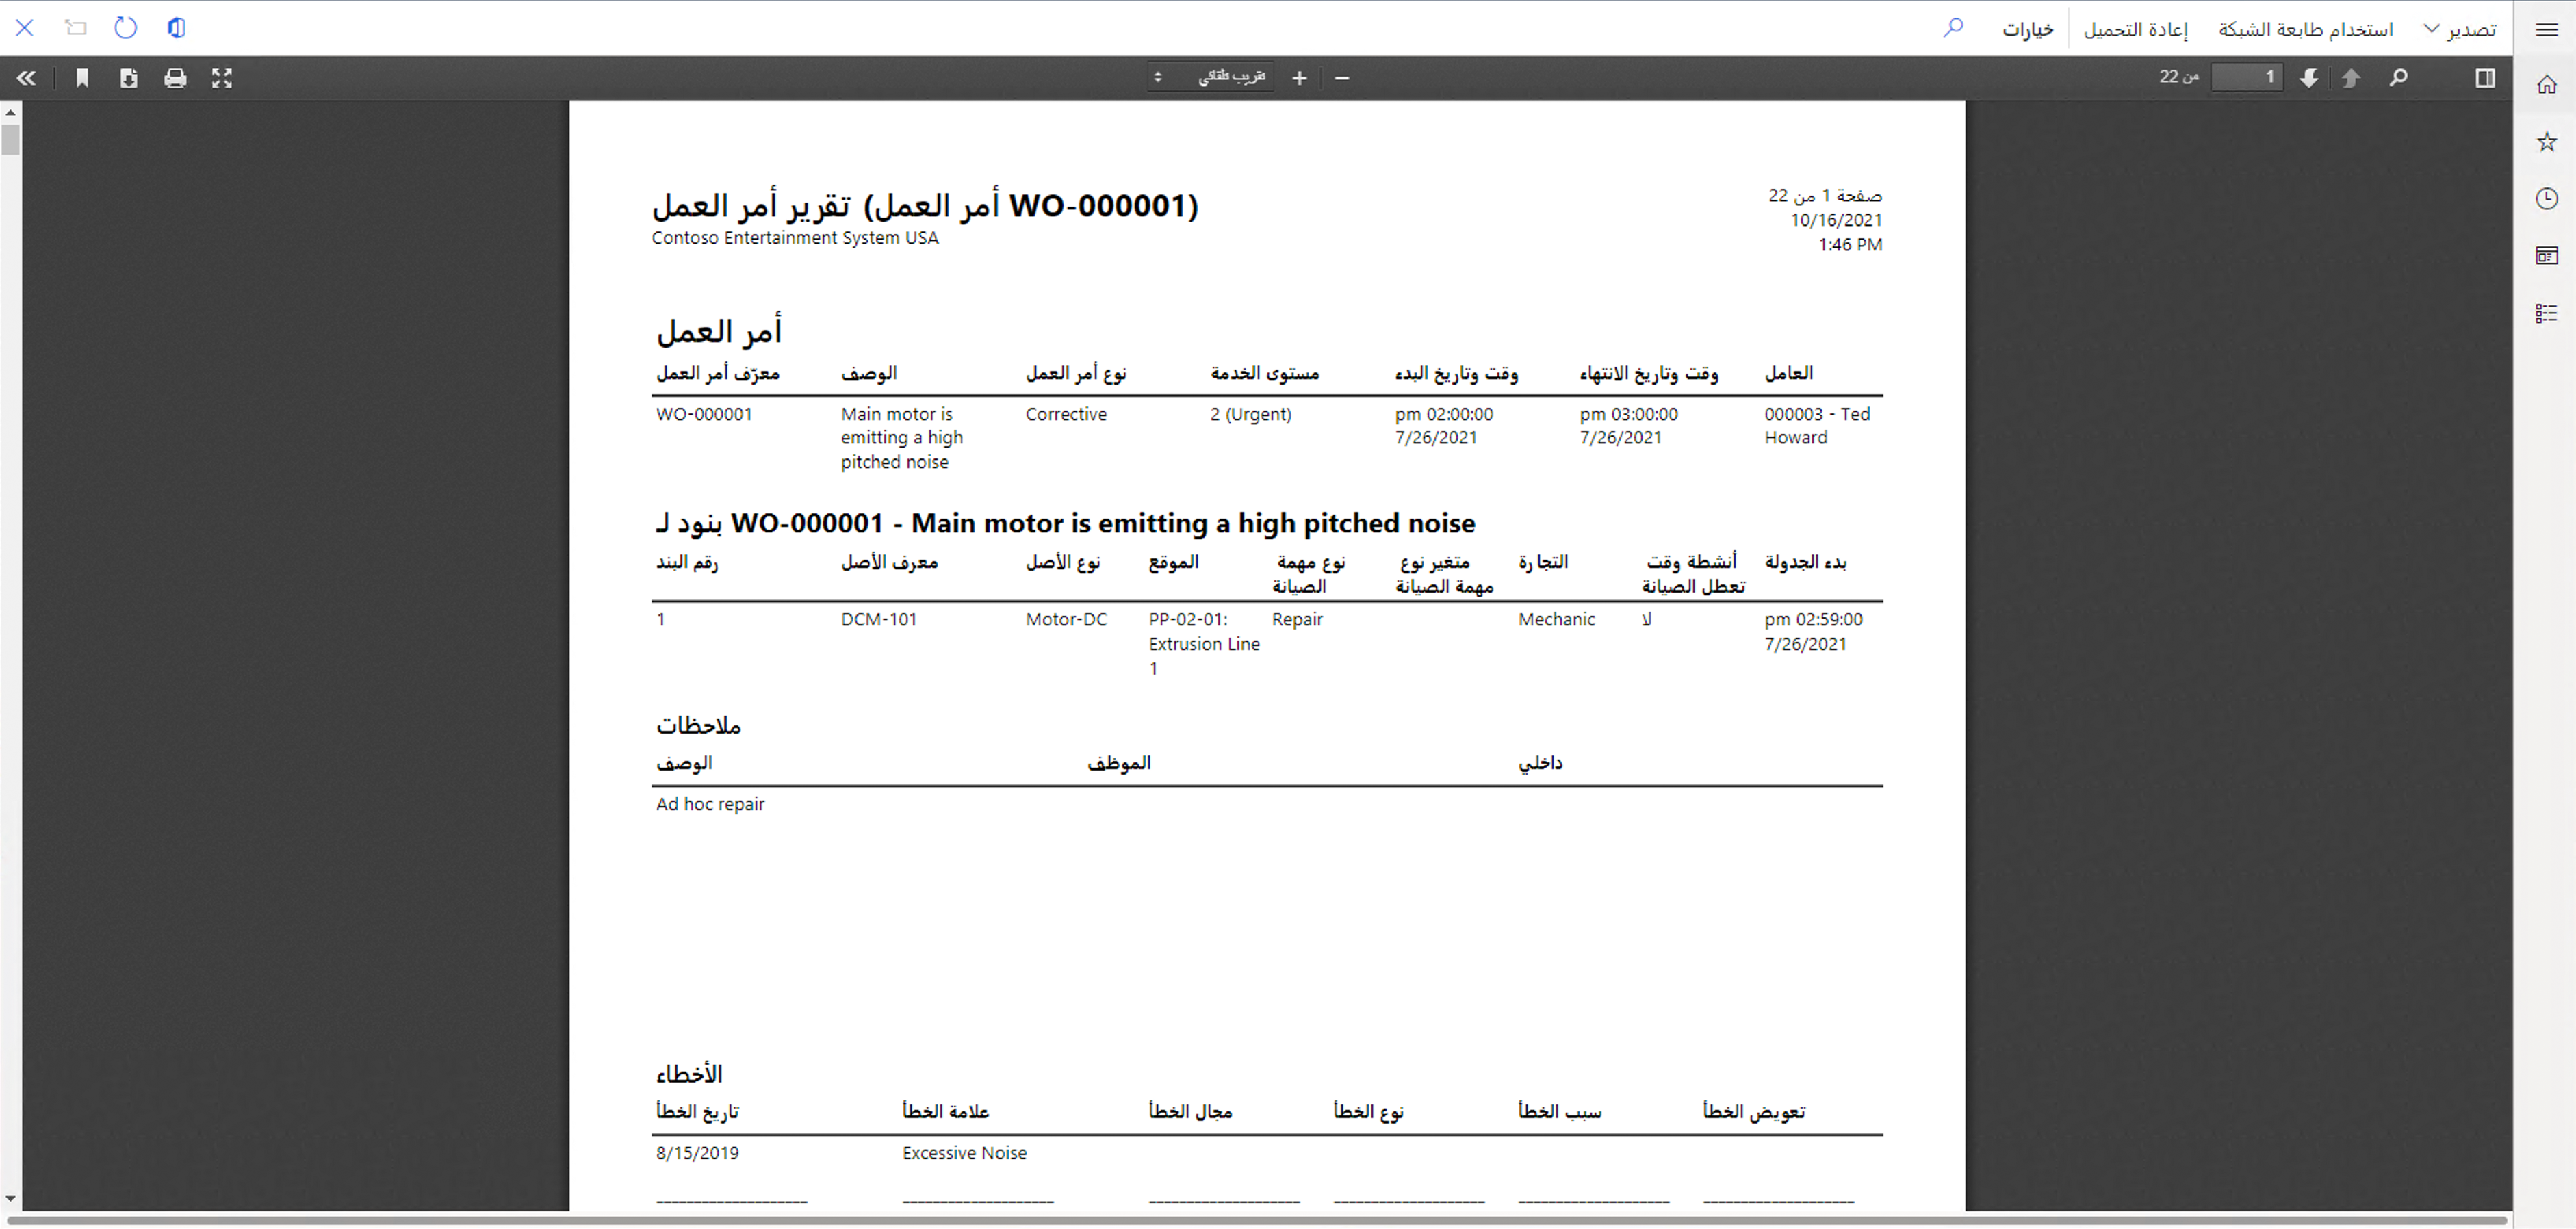 تصدير
استخدام طابعة الشبكة
إعادة التحميل
خيارات
1
من 22
تقريب تلقائي
صفحة 1 من 22
10/16/2021
1:46 PM
تقرير أمر العمل (أمر العمل WO-000001)
Contoso Entertainment System USA
أمر العمل
معرّف أمر العمل الوصف نوع أمر العمل مستوى الخدمة وقت وتاريخ البدء وقت وتاريخ الانتهاء العامل
WO-000001 Main motor is Corrective 2 (Urgent) pm 02:00:00 pm 03:00:00 000003 - Ted
emitting a high 7/26/2021 7/26/2021 Howard
pitched noise
بنود لـ WO-000001 - Main motor is emitting a high pitched noise
رقم البند معرف الأصل نوع الأصل الموقع نوع مهمة متغير نوع التجارة أنشطة وقت بدء الجدولة
الصيانة مهمة الصيانة تعطل الصيانة
1 DCM-101 Motor-DC PP-02-01: Repair Mechanic لا pm 02:59:00
Extrusion Line 7/26/2021
1
ملاحظات
الوصف الموظف داخلي
Ad hoc repair
الأخطاء
تاريخ الخطأ علامة الخطأ مجال الخطأ نوع الخطأ سبب الخطأ تعويض الخطأ
8/15/2019 Excessive Noise